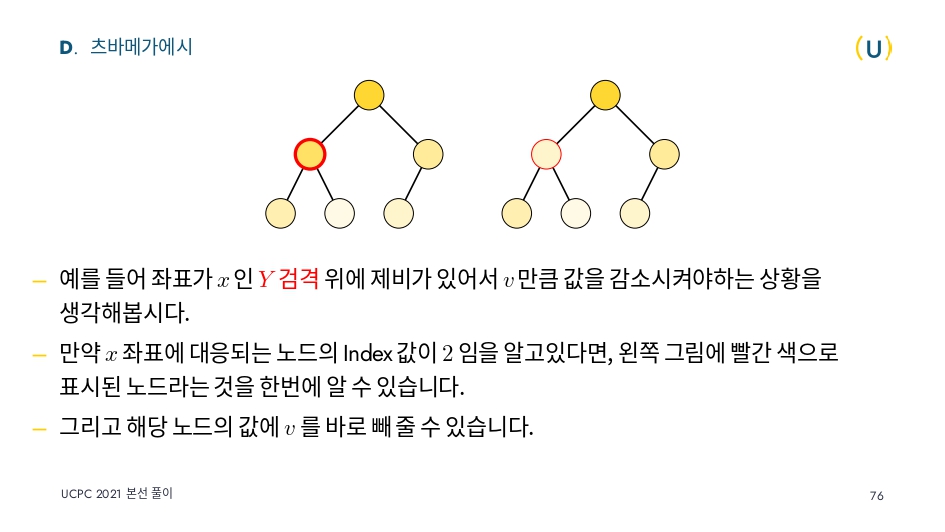 D. 츠바메가에시
(U)
– 예를 들어 좌표가 x 인 Y 검격 위에 제비가 있어서 v 만큼 값을 감소시켜야하는 상황을
생각해봅시다.
– 만약 x 좌표에 대응되는 노드의 Index 값이 2 임을 알고있다면, 왼쪽 그림에 빨간 색으로
표시된 노드라는 것을 한번에 알 수 있습니다.
– 그리고 해당 노드의 값에 v 를 바로 빼 줄 수 있습니다.
UCPC 2021 본선 풀이
76